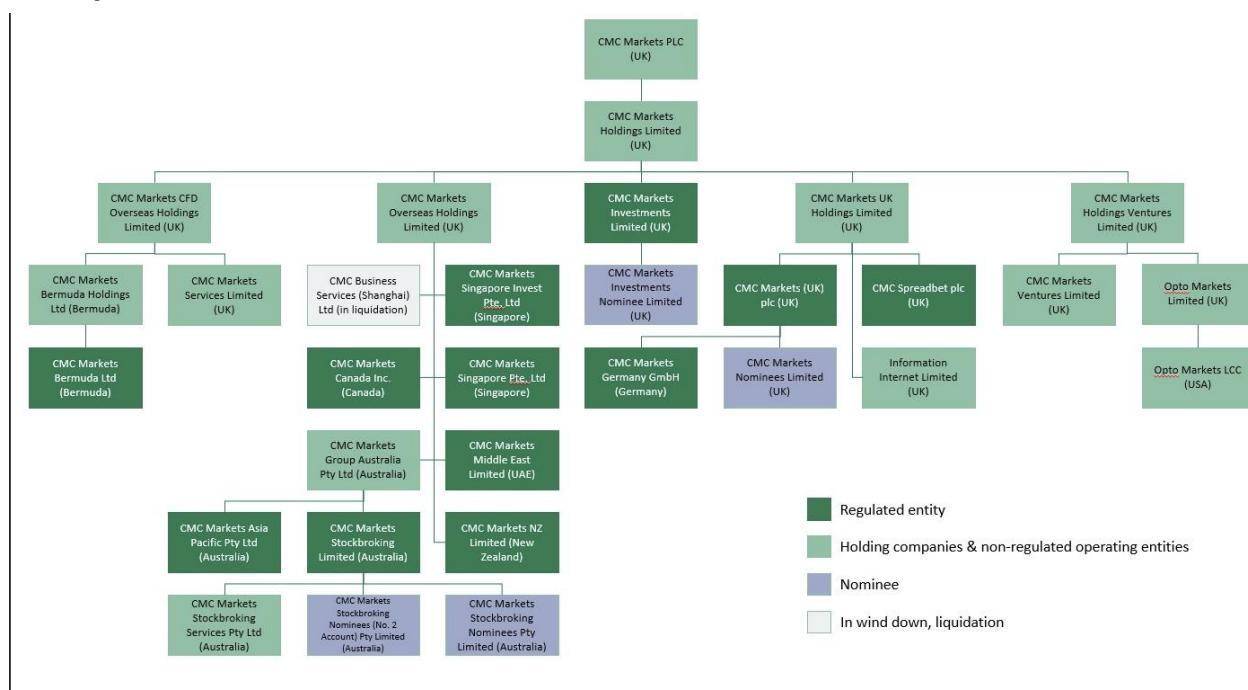 CMC Markets PLC
(UK)
CMC Markets
Holdings Limited
(UK)
CMC Markets CFD
Overseas Holdings
Limited (UK)
CMC Markets
Overseas Holdings
Limited (UK)
CMC Markets
Investments
Limited (UK)
CMC Markets UK
Holdings Limited
(UK)
CMC Markets
Holdings Ventures
Limited (UK)
CMC Markets
Bermuda Holdings
Ltd (Bermuda)
CMC Markets
Services Limited
(UK)
CMC Business
Services (Shanghai)
Ltd (in liquidation)
CMC Markets
Singapore Invest
Pte. Ltd
(Singapore)
CMC Markets
Investments
Nominee Limited
(UK)
CMC Markets (UK)
plc (UK)
CMC Spreadbet plc
(UK)
CMC Markets
Ventures Limited
(UK)
Opto Markets
Limited (UK)
CMC Markets
Bermuda Ltd
(Bermuda)
CMC Markets
Canada Inc.
(Canada)
CMC Markets
Singapore Pte. Ltd
(Singapore)
CMC Markets
Germany GmbH
(Germany)
CMC Markets
Nominees Limited
(UK)
Information
Internet Limited
(UK)
Opto Markets LCC
(USA)
CMC Markets
Group Australia
Pty Ltd (Australia)
CMC Markets
Middle East
Limited (UAE)
CMC Markets Asia
Pacific Pty Ltd
(Australia)
CMC Markets
Stockbroking
Limited (Australia)
CMC Markets NZ
Limited (New
Zealand)
CMC Markets
Stockbroking
Services Pty Ltd
(Australia)
CMC Markets
Stockbroking
Nominees (No. 2
Account) Pty Limited
(Australia)
CMC Markets
Stockbroking
Nominees Pty
Limited (Australia)
Regulated entity
Holding companies & non-regulated operating entities
Nominee
In wind down, liquidation